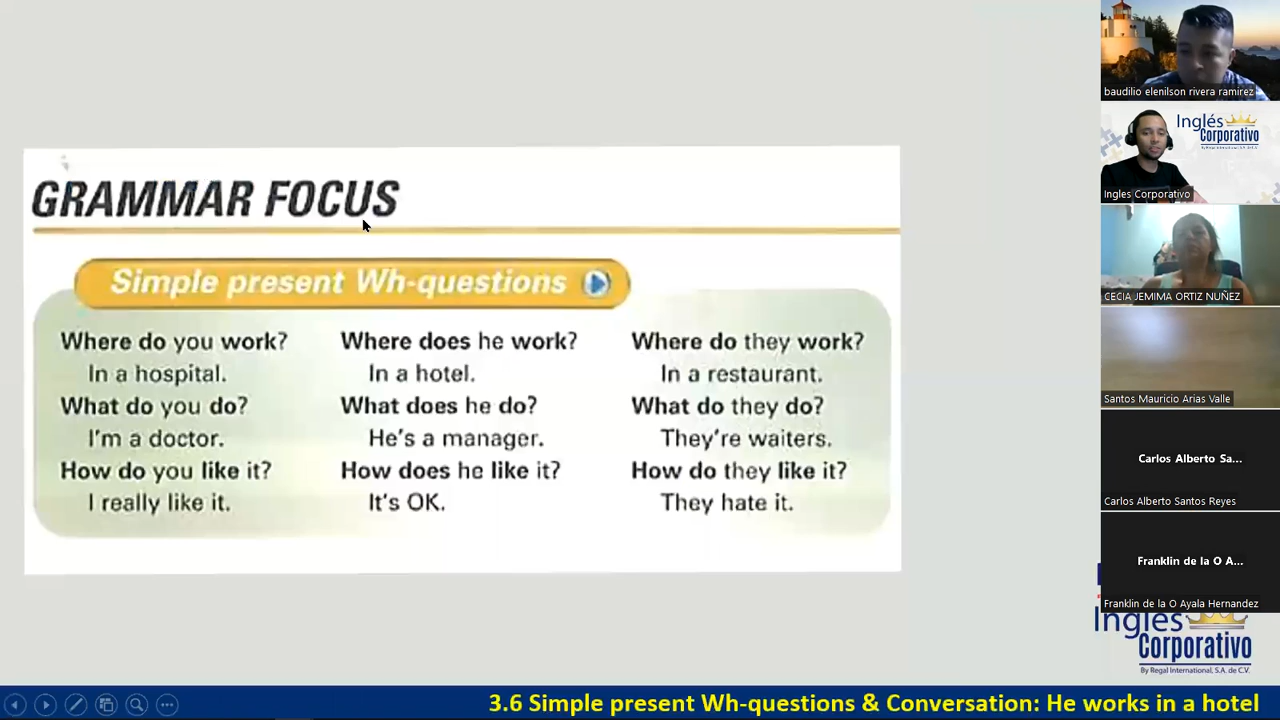 GRAMMAR FOCUS
Simple present Wh-questions
Where do you work?
In a hospital.
What do you do?
I'm a doctor.
How do you like it?
I really like it.
Where does he work?
In a hotel.
What does he do?
He's a manager.
How does he like it?
It's OK.
Where do they work?
In a restaurant.
What do they do?
They're waiters.
How do they like it?
They hate it.
baudilio elenilson rivera ramirez
Inglés
Corporativo
By Regal International, S.A. de C.V.
Ingles Corporativo
CECIA JEMIMA ORTIZ NUÑEZ
Santos Mauricio Arias Valle
Carlos Alberto Sa...
Carlos Alberto Santos Reyes
Franklin de la O A...
Franklin de la O Ayala Hernandez
Inglés
Corporativo
By Regal International, S.A. de C.V.
3.6 Simple present Wh-questions & Conversation: He works in a hotel